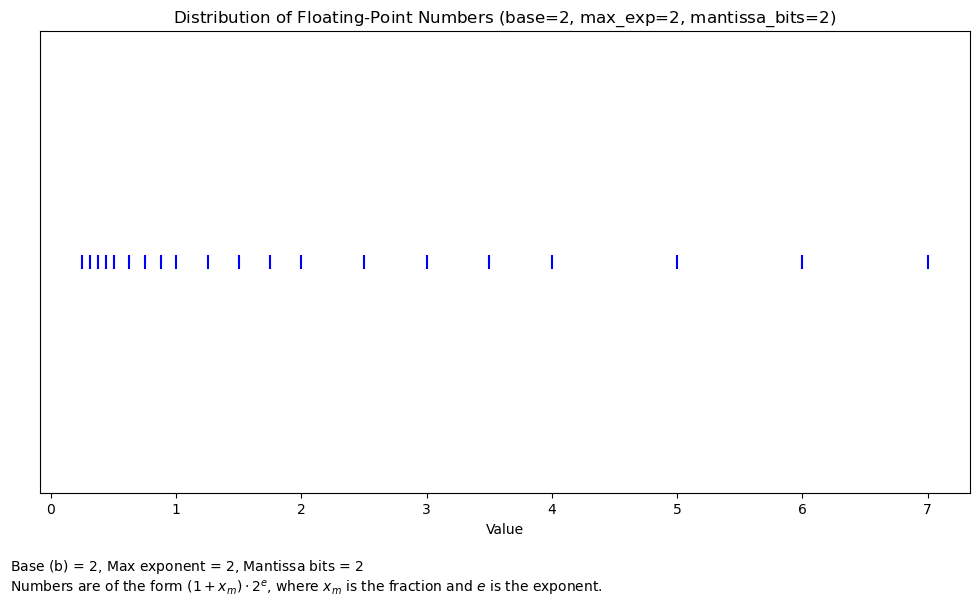 Distribution of Floating-Point Numbers (base=2, max_exp=2, mantissa_bits=2)
0 1 2 3 4 5 6 7
Value
Base (b) = 2, Max exponent = 2, Mantissa bits = 2
Numbers are of the form $(1 + x_m) \cdot 2^e$, where $x_m$ is the fraction and $e$ is the exponent.